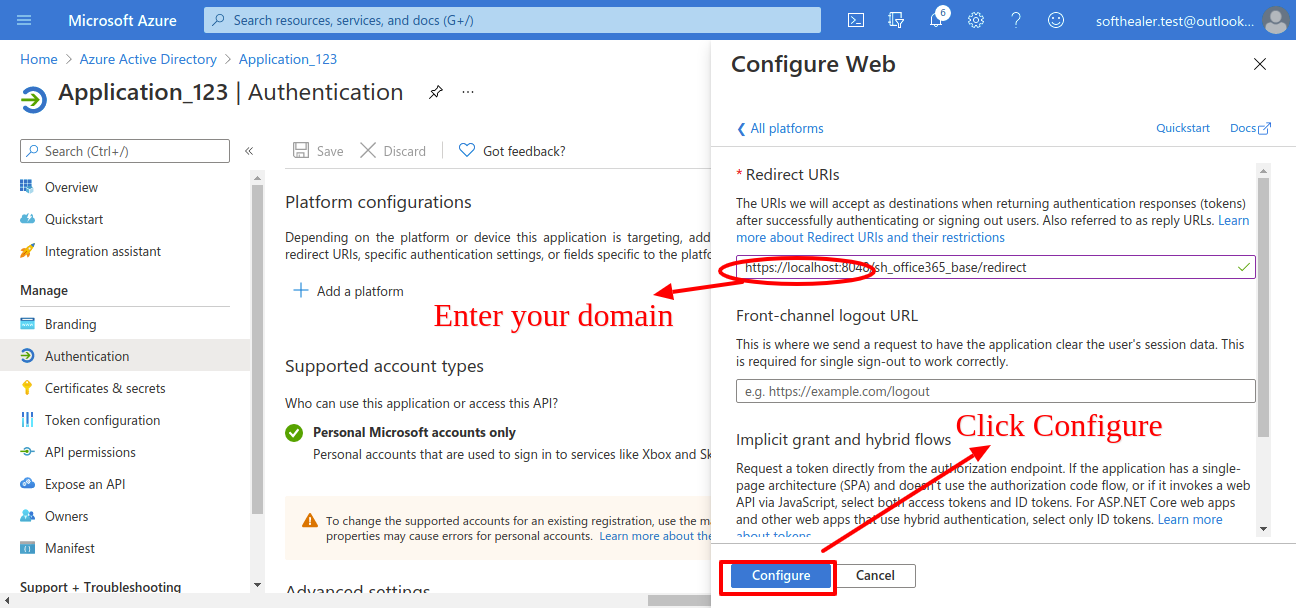 Microsoft Azure
Search resources, services, and docs (G+/)
6
softhealer.test@outlook...
Home > Azure Active Directory > Application_123
Application_123 | Authentication
...
Search (Ctrl+/)
«
Overview
Quickstart
Integration assistant
Manage
Branding
Authentication
Certificates & secrets
Token configuration
API permissions
Expose an API
Owners
Manifest
Support + Troubleshooting
Save
Discard
Got feedback?
Platform configurations
Depending on the platform or device this application is targeting, add
redirect URIs, specific authentication settings, or fields specific to the platfo
Add a platform
Enter your domain
Supported account types
Who can use this application or access this API?
Personal Microsoft accounts only
Personal accounts that are used to sign in to services like Xbox and Sk
To change the supported accounts for an existing registration, use the ma
properties may cause errors for personal accounts. Learn more about the
Advanced settings
Configure Web
All platforms
Quickstart
Docs
* Redirect URIs
The URIs we will accept as destinations when returning authentication responses (tokens)
after successfully authenticating or signing out users. Also referred to as reply URLs. Learn
more about Redirect URIs and their restrictions
https://localhost:8048/sh_office365_base/redirect
Front-channel logout URL
This is where we send a request to have the application clear the user's session data. This
is required for single sign-out to work correctly.
e.g. https://example.com/logout
Click Configure
Implicit grant and hybrid flows
Request a token directly from the authorization endpoint. If the application has a single-
page architecture (SPA) and doesn't use the authorization code flow, or if it invokes a web
API via JavaScript, select both access tokens and ID tokens. For ASP.NET Core web apps
and other web apps that use hybrid authentication, select only ID tokens. Learn more
about tokens
Configure
Cancel